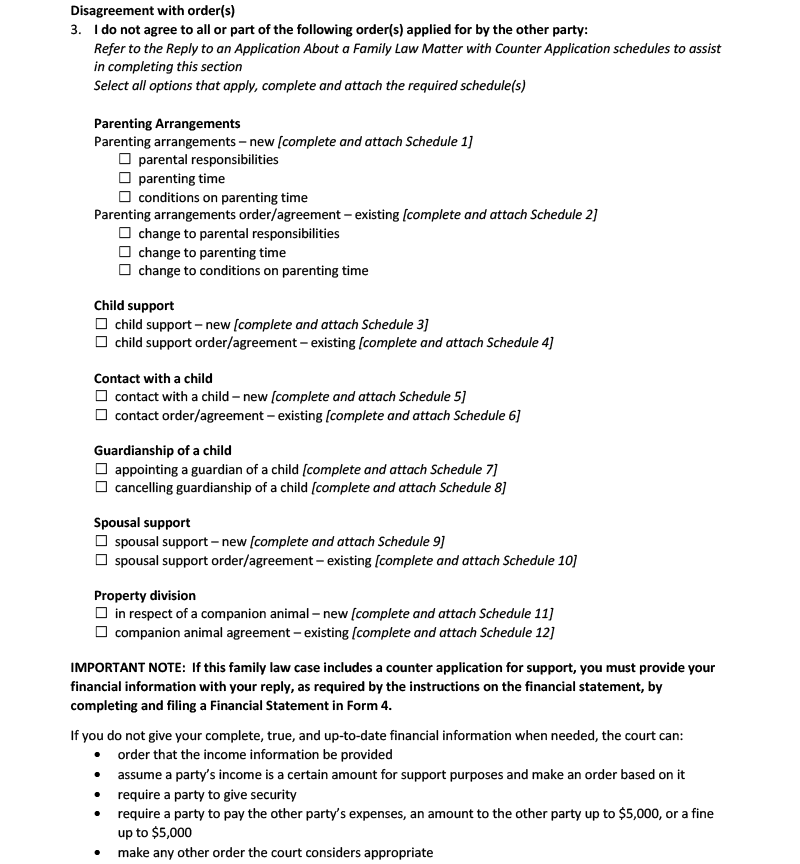 Disagreement with order(s)
3. I do not agree to all or part of the following order(s) applied for by the other party:
Refer to the Reply to an Application About a Family Law Matter with Counter Application schedules to assist
in completing this section
Select all options that apply, complete and attach the required schedule(s)
Parenting Arrangements
Parenting arrangements – new [complete and attach Schedule 1]
☐ parental responsibilities
☐ parenting time
☐ conditions on parenting time
Parenting arrangements order/agreement – existing [complete and attach Schedule 2]
☐ change to parental responsibilities
☐ change to parenting time
☐ change to conditions on parenting time
Child support
☐ child support – new [complete and attach Schedule 3]
☐ child support order/agreement – existing [complete and attach Schedule 4]
Contact with a child
☐ contact with a child – new [complete and attach Schedule 5]
☐ contact order/agreement – existing [complete and attach Schedule 6]
Guardianship of a child
☐ appointing a guardian of a child [complete and attach Schedule 7]
☐ cancelling guardianship of a child [complete and attach Schedule 8]
Spousal support
☐ spousal support – new [complete and attach Schedule 9]
☐ spousal support order/agreement – existing [complete and attach Schedule 10]
Property division
☐ in respect of a companion animal – new [complete and attach Schedule 11]
☐ companion animal agreement – existing [complete and attach Schedule 12]
IMPORTANT NOTE: If this family law case includes a counter application for support, you must provide your
financial information with your reply, as required by the instructions on the financial statement, by
completing and filing a Financial Statement in Form 4.
If you do not give your complete, true, and up-to-date financial information when needed, the court can:
• order that the income information be provided
• assume a party's income is a certain amount for support purposes and make an order based on it
• require a party to give security
• require a party to pay the other party's expenses, an amount to the other party up to $5,000, or a fine
up to $5,000
• make any other order the court considers appropriate